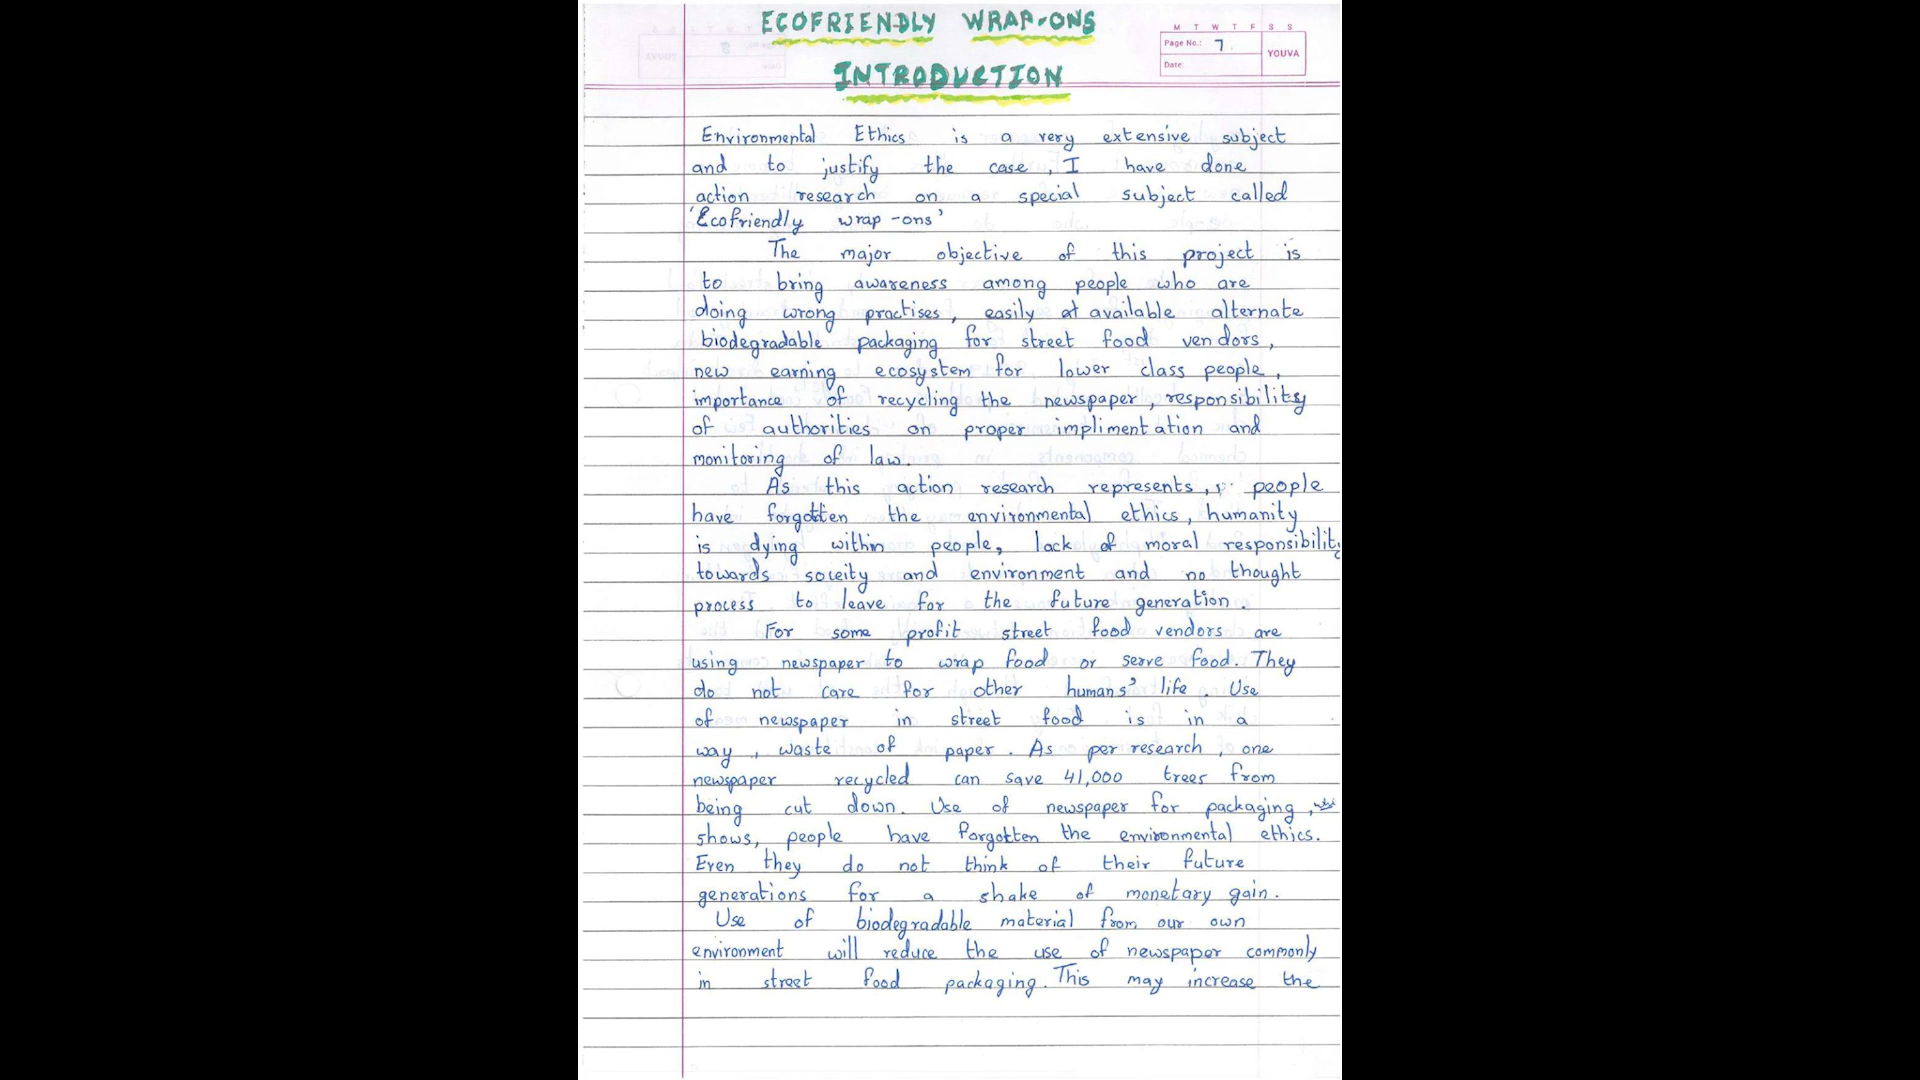 ECOFRIENDLY WRAP-ONS
M T W T F S S
Page No.: 7.
YOUVA
Date:
INTRODUCTION
Environmental Ethics is a very extensive subject
and to justify the case, I have done
action research on a special subject called
'Ecofriendly wrap-ons'
The major objective of this project is
to bring awareness among people who are
doing wrong practises, easily at available alternate
biodegradable packaging for street food vendors,
new earning ecosystem for lower class people,
importance of recycling the newspaper, responsibility
of authorities on proper implimentation and
monitoring of law.
As this action research represents, people
have forgotten the environmental ethics, humanity
is dying within people, lack of moral responsibility
towards soceity and environment and no thought
process to leave for the future generation.
For some profit street food vendors are
using newspaper to wrap food or serve food. They
do not care for other humans' life. Use
of newspaper in street food is in a
way, waste of paper. As per research, one
newspaper recycled can save 41,000 trees from
being cut down. Use of newspaper for packaging,
shows, people have forgotten the environmental ethics.
Even they do not think of their future
generations for a shake of monetary gain.
Use of biodegradable material from our own
environment will reduce the use of newspaper commonly
in street food packaging. This may increase the